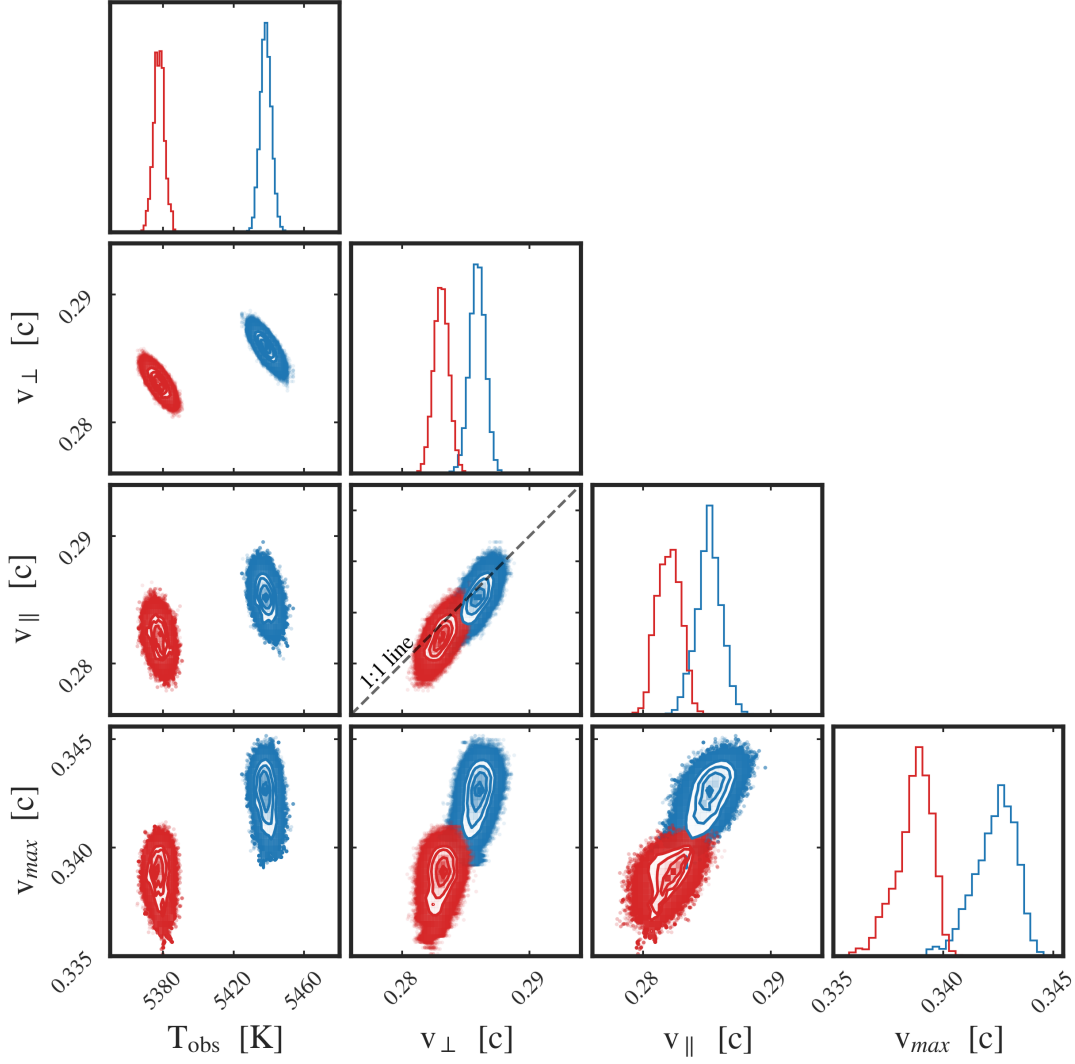 0.29
0.28
v⊥ [c]
0.29
0.28
v∥ [c]
1:1 line
0.345
0.340
0.335
v_max [c]
5380 5420 5460
0.28 0.29
0.28 0.29
0.335 0.340 0.345
T_obs [K]
v⊥ [c]
v∥ [c]
v_max [c]